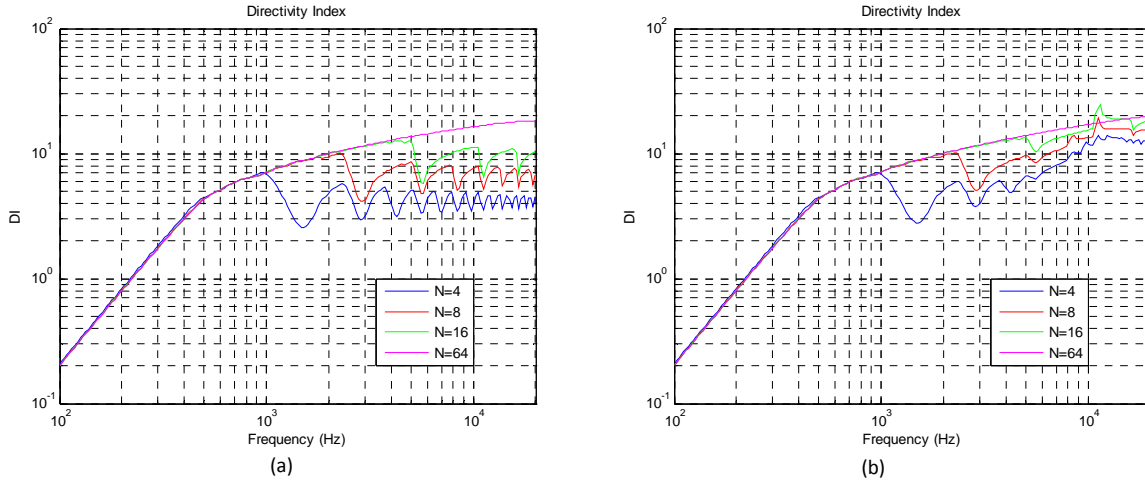 Directivity Index
10^2
10^1
10^0
10^-1
DI
N=4
N=8
N=16
N=64
10^2
10^3
10^4
Frequency (Hz)
(a)
Directivity Index
10^2
10^1
10^0
10^-1
DI
N=4
N=8
N=16
N=64
10^2
10^3
10^4
Frequency (Hz)
(b)